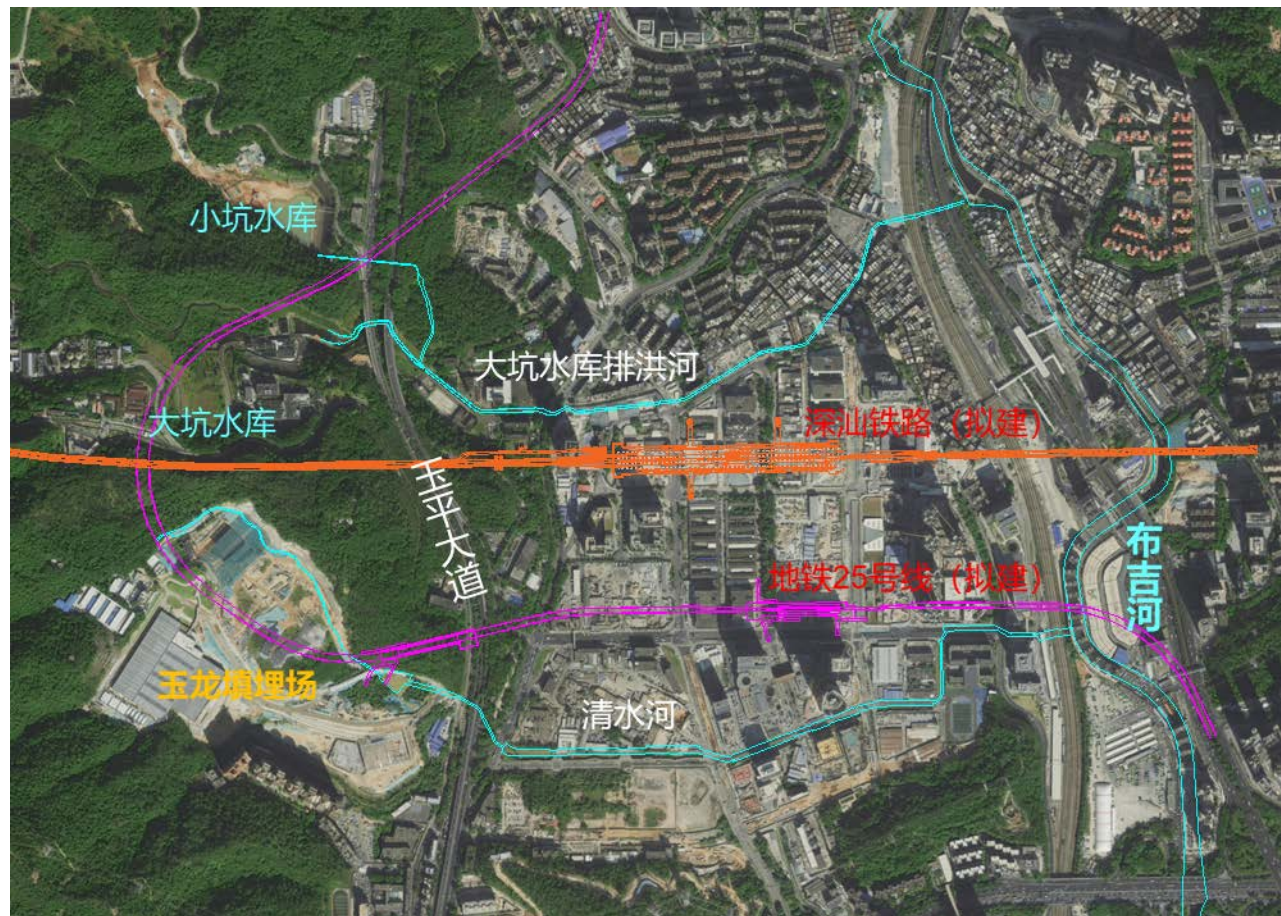 小坑水库
大坑水库排洪河
大坑水库
深汕铁路（拟建）
玉平大道
布吉河
地铁25号线（拟建）
玉龙填埋场
清水河